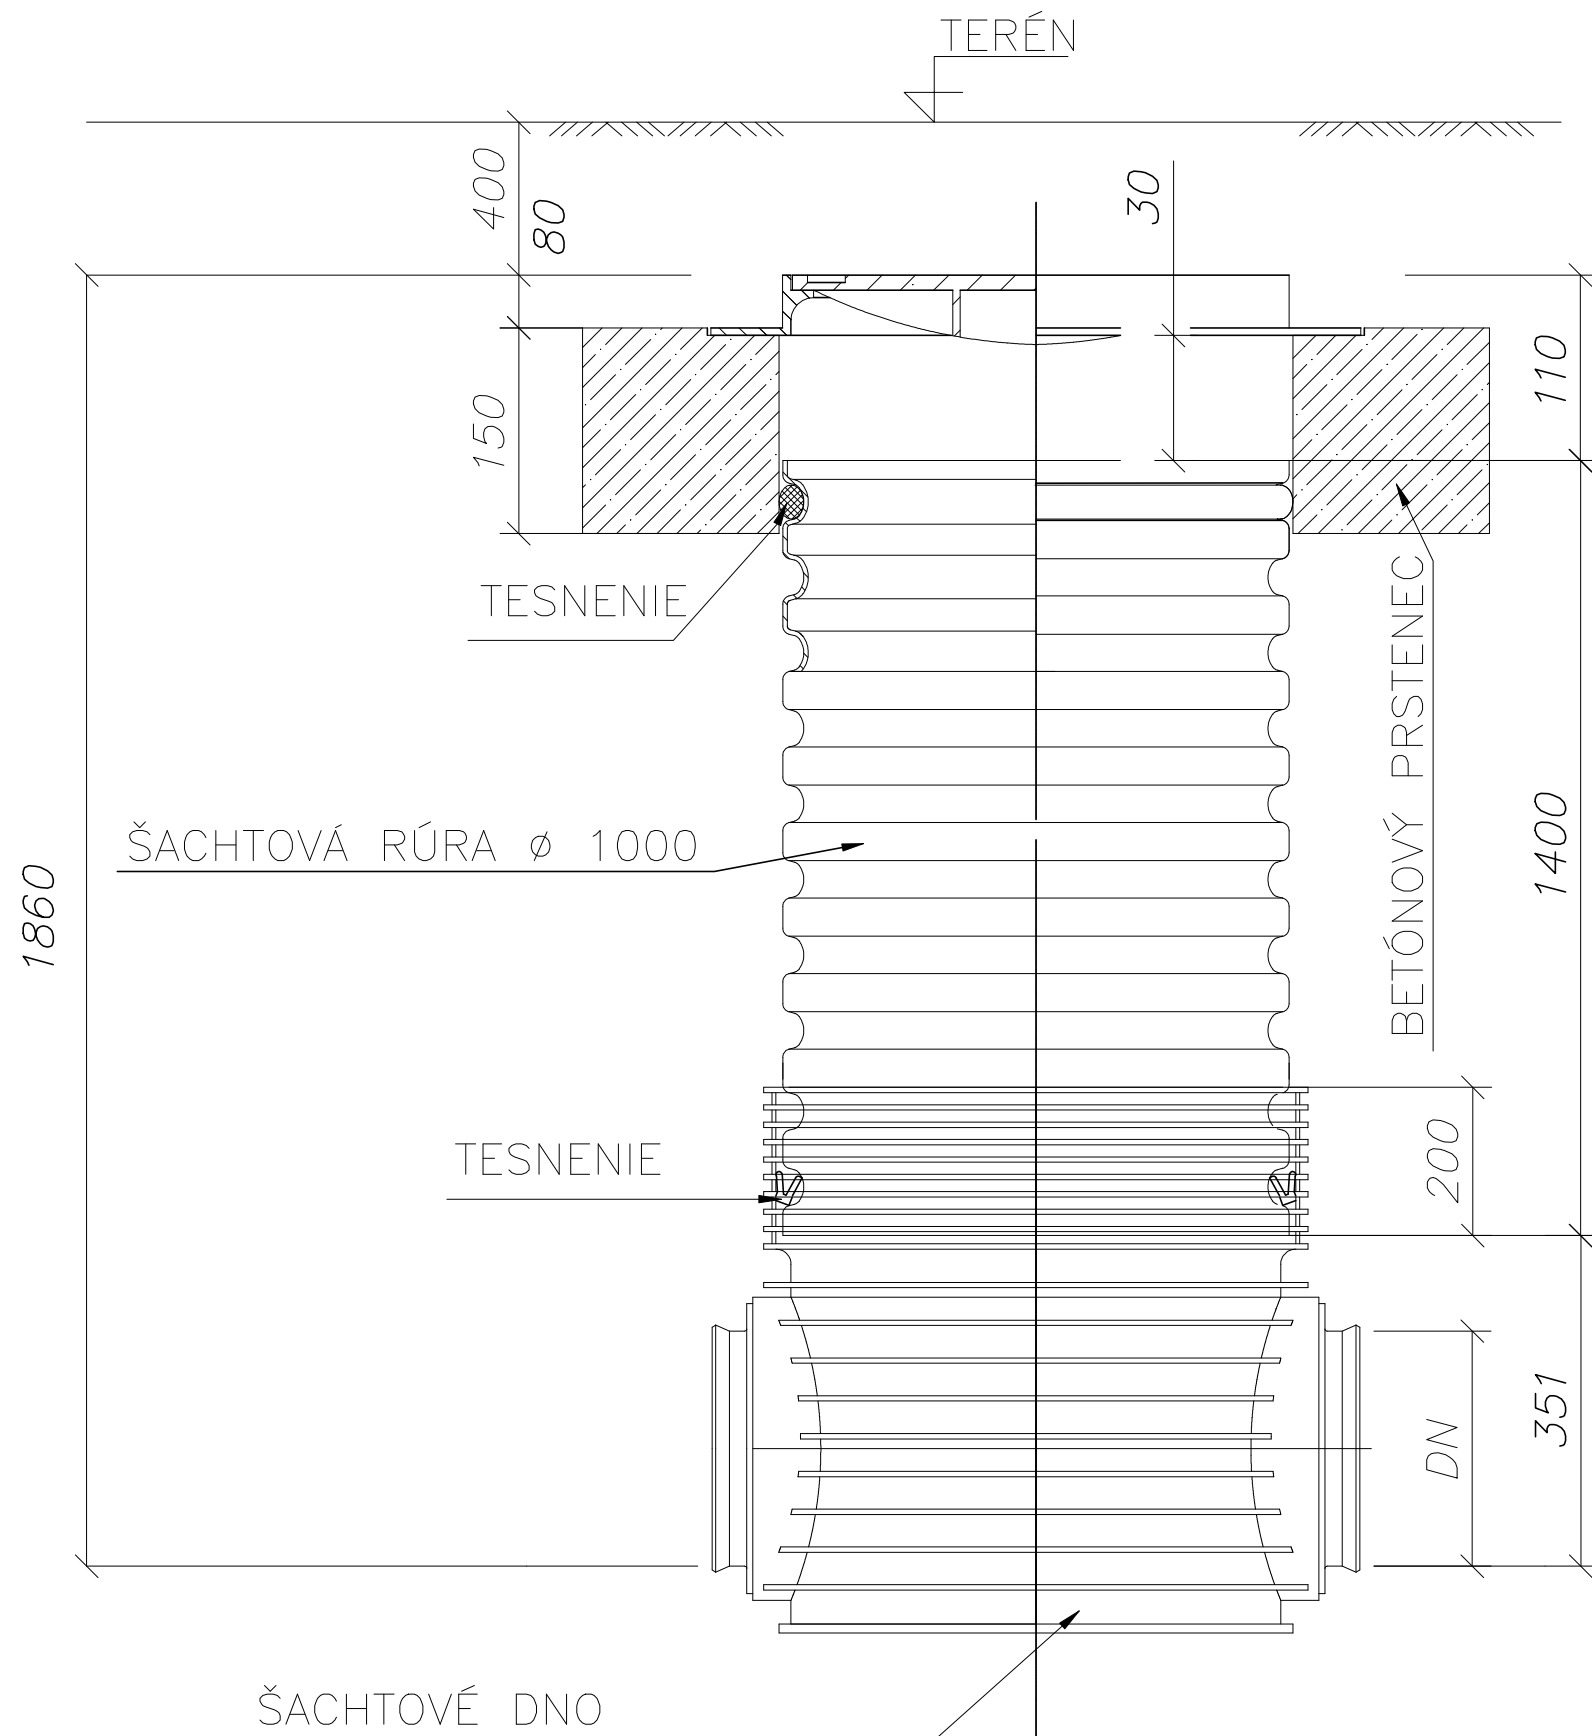 TERÉN
400
80
30
150
110
TESNENIE
BETÓNOVÝ PRSTENEC
ŠACHTOVÁ RÚRA ø 1000
1860
1400
TESNENIE
200
351
DN
ŠACHTOVÉ DNO